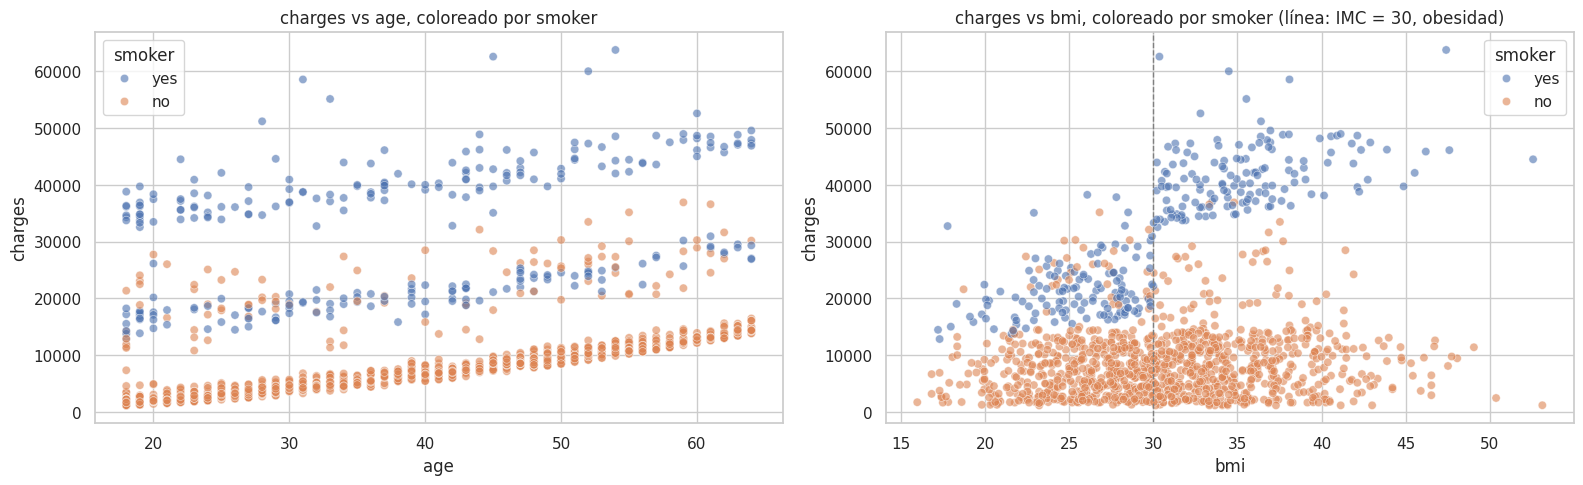 charges vs age, coloreado por smoker
smoker
yes
no
charges
60000
50000
40000
30000
20000
10000
0
20 30 40 50 60
age
charges vs bmi, coloreado por smoker (línea: IMC = 30, obesidad)
smoker
yes
no
charges
60000
50000
40000
30000
20000
10000
0
15 20 25 30 35 40 45 50
bmi